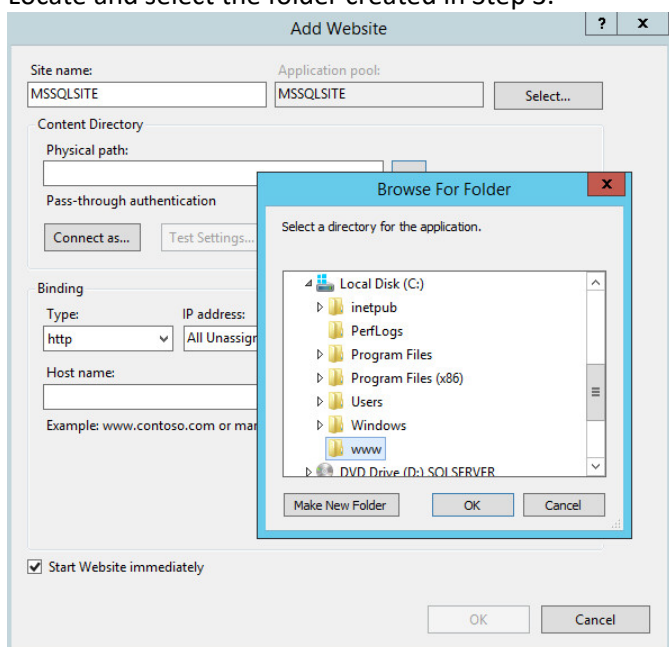 Locate and select the folder created in Step 3.
Add Website
? x
Site name:
Application pool:
MSSQLSITE
MSSQLSITE
Select...
Content Directory
Physical path:
Pass-through authentication
Connect as...
Test Settings...
Binding
Type:
IP address:
http
All Unassign
Host name:
Example: www.contoso.com or mar
Start Website immediately
OK
Cancel
Browse For Folder
x
Select a directory for the application.
Local Disk (C:)
inetpub
PerfLogs
Program Files
Program Files (x86)
Users
Windows
www
DVD Drive (D:) SQLSERVER
Make New Folder
OK
Cancel